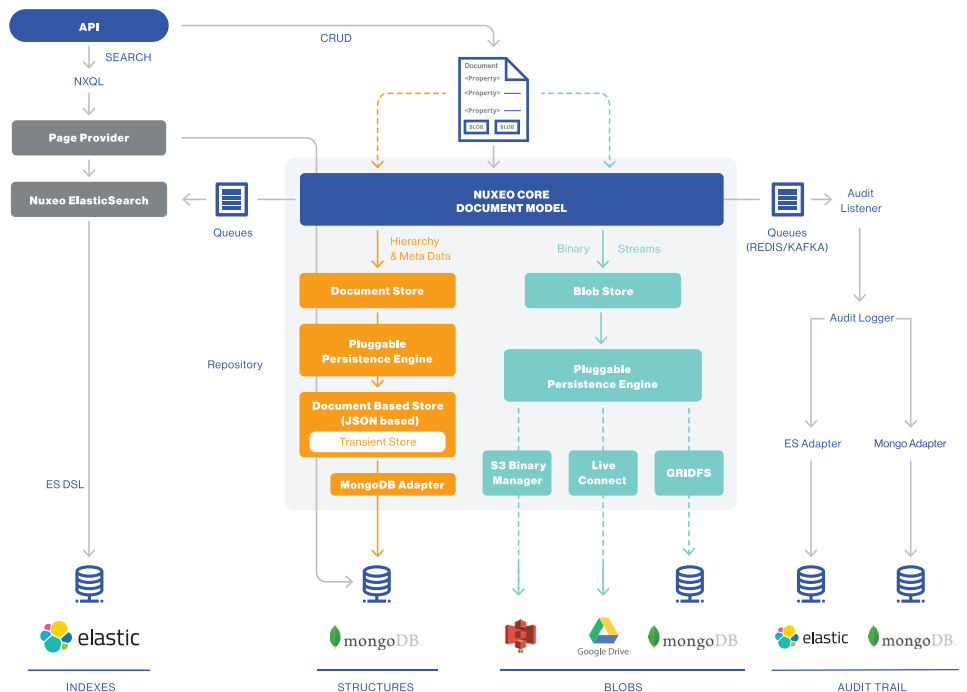 API
CRUD
SEARCH
NXQL
Document
<Property>
<Property>
<Property>
BLOB
BLOB
Page Provider
Nuxeo ElasticSearch
Queues
NUXEO CORE
DOCUMENT MODEL
Queues
(REDIS/KAFKA)
Audit
Listener
Hierarchy
& Meta Data
Binary
Streams
Document Store
Blob Store
Audit Logger
Pluggable
Persistence Engine
Repository
Pluggable
Persistence Engine
Document Based Store
(JSON based)
Transient Store
ES Adapter
Mongo Adapter
S3 Binary
Manager
Live
Connect
GRIDFS
MongoDB Adapter
ES DSL
elastic
mongoDB
Google Drive
mongoDB
elastic
mongoDB
INDEXES
STRUCTURES
BLOBS
AUDIT TRAIL